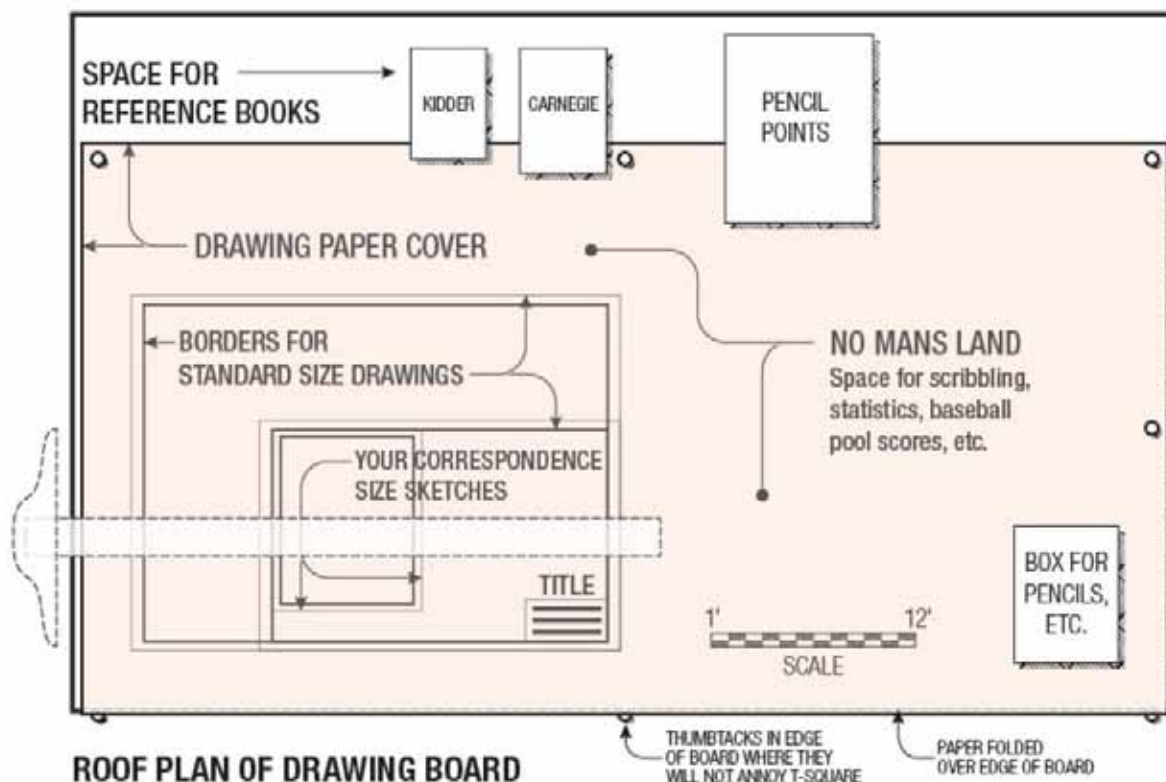 SPACE FOR
REFERENCE BOOKS
KIDDER
CARNEGIE
PENCIL
POINTS
DRAWING PAPER COVER
BORDERS FOR
STANDARD SIZE DRAWINGS
NO MANS LAND
Space for scribbling,
statistics, baseball
pool scores, etc.
YOUR CORRESPONDENCE
SIZE SKETCHES
TITLE
1' 12'
SCALE
BOX FOR
PENCILS,
ETC.
ROOF PLAN OF DRAWING BOARD
THUMBTACKS IN EDGE
OF BOARD WHERE THEY
WILL NOT ANNOY T-SQUARE
PAPER FOLDED
OVER EDGE OF BOARD